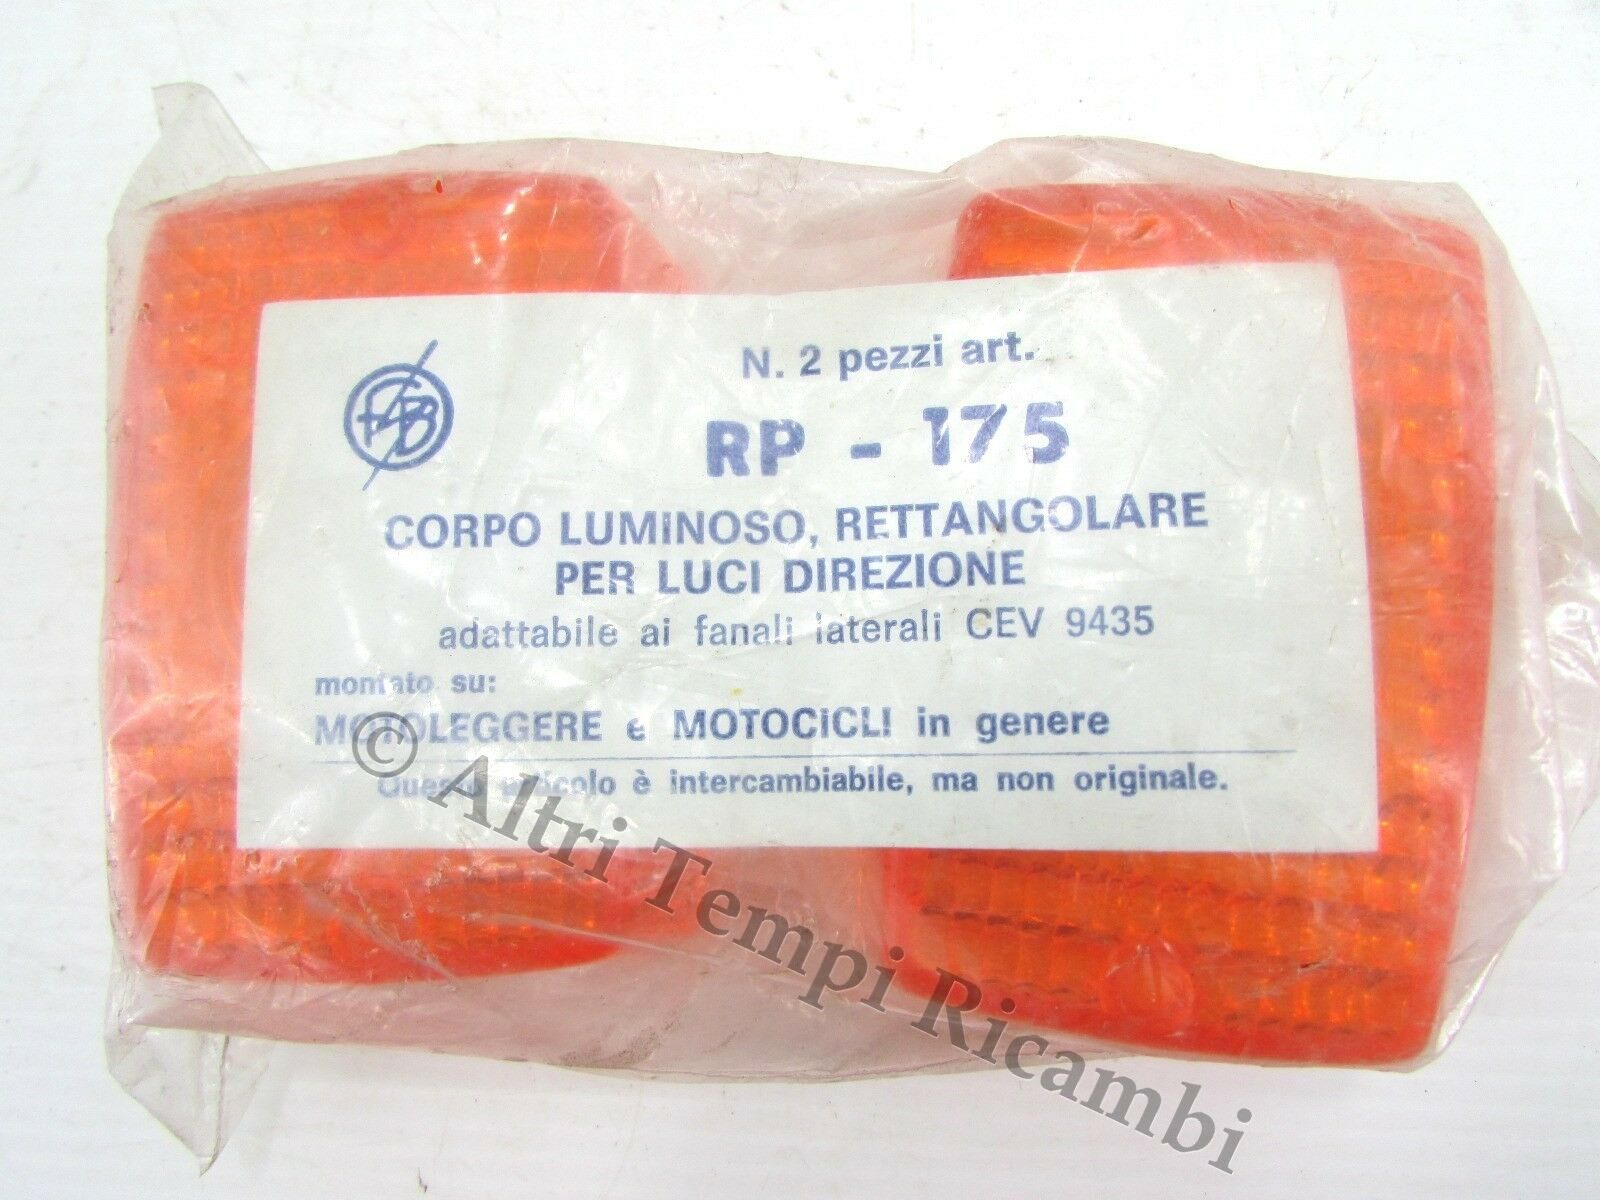 FAB
N. 2 pezzi art.
RP - 175
CORPO LUMINOSO, RETTANGOLARE
PER LUCI DIREZIONE
adattabile ai fanali laterali CEV 9435
montato su:
MOTOLEGGERE e MOTOCICLI in genere
Questo articolo è intercambiabile, ma non originale.
© Altri Tempi Ricambi